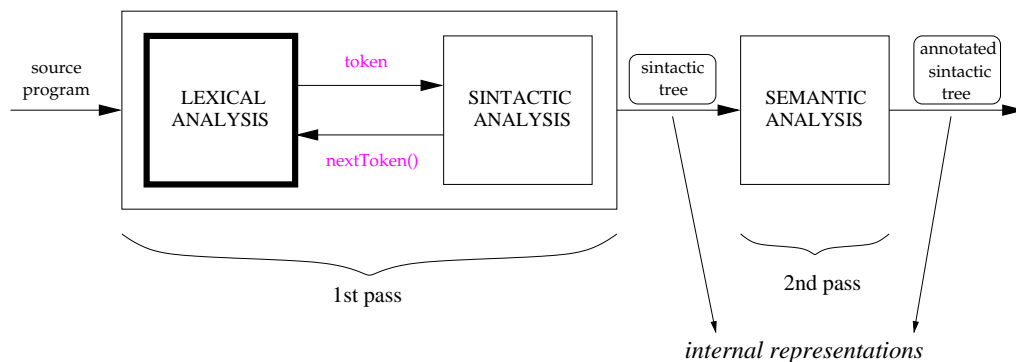 source
program
LEXICAL
ANALYSIS
token
nextToken()
SINTACTIC
ANALYSIS
sintactic
tree
SEMANTIC
ANALYSIS
annotated
sintactic
tree
1st pass
2nd pass
internal representations